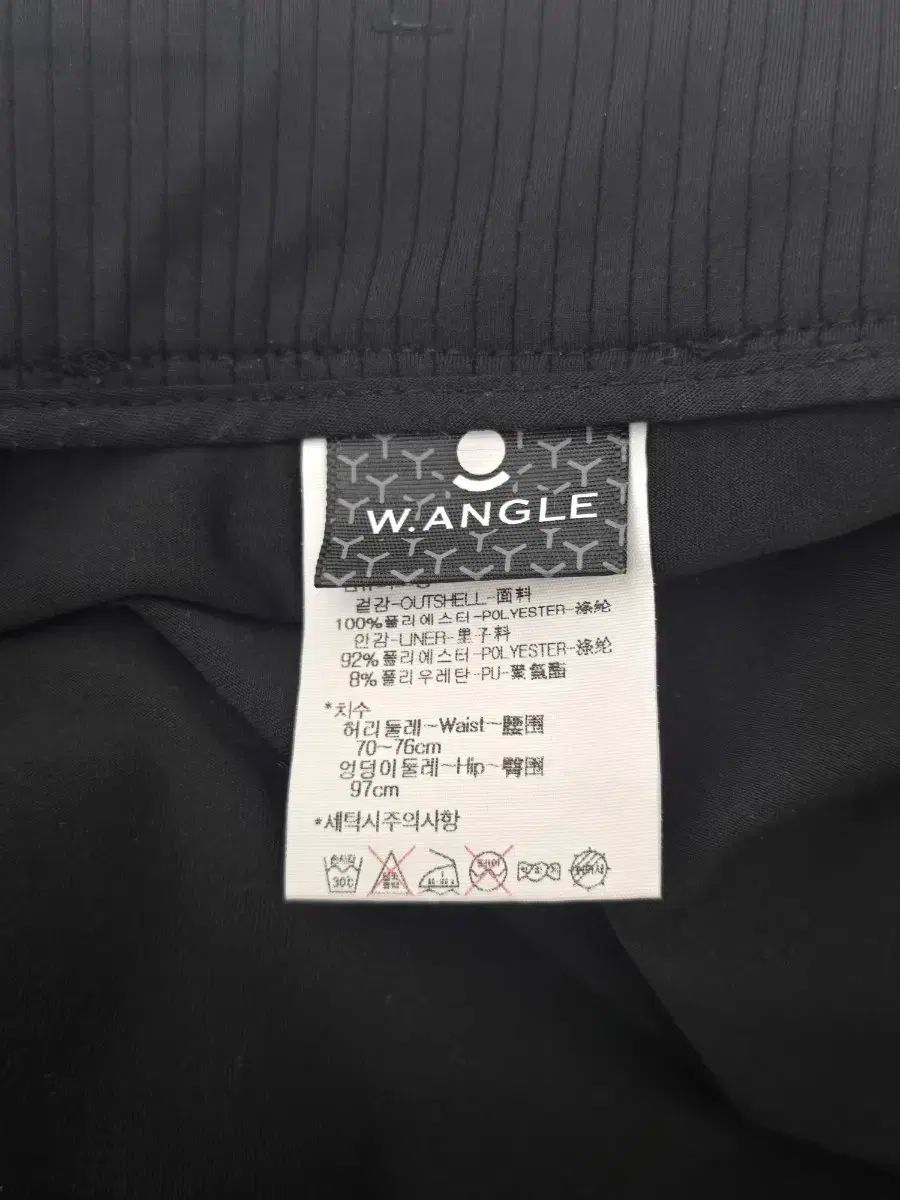 W.ANGLE
겉감-OUTSHELL-面料
100%폴리에스터-POLYESTER-涤纶
안감-LINER-里子料
92%폴리에스터-POLYESTER-涤纶
8%폴리우레탄-PU-聚氨酯
*치수
허리둘레~Waist~腰围
70~76cm
엉덩이둘레~Hip~臀围
97cm
*세탁시주의사항
손세탁
30℃